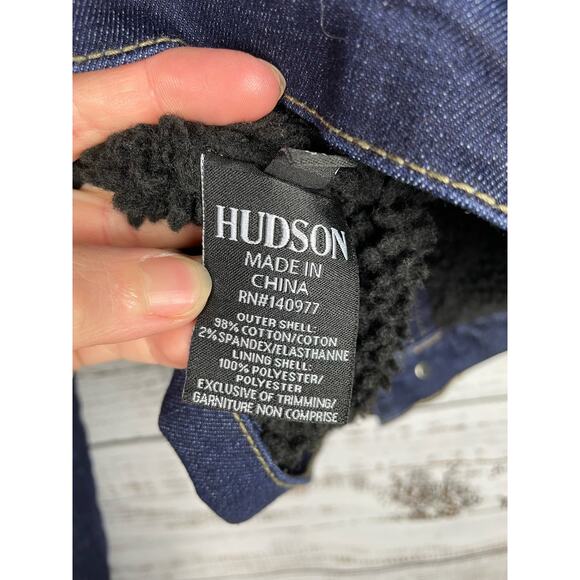 HUDSON
MADE IN
CHINA
RN#140977
OUTER SHELL:
98% COTTON/COTON
2% SPANDEX/ELASTHANNE
LINING SHELL:
100% POLYESTER/
POLYESTER
EXCLUSIVE OF TRIMMING/
GARNITURE NON COMPRISE